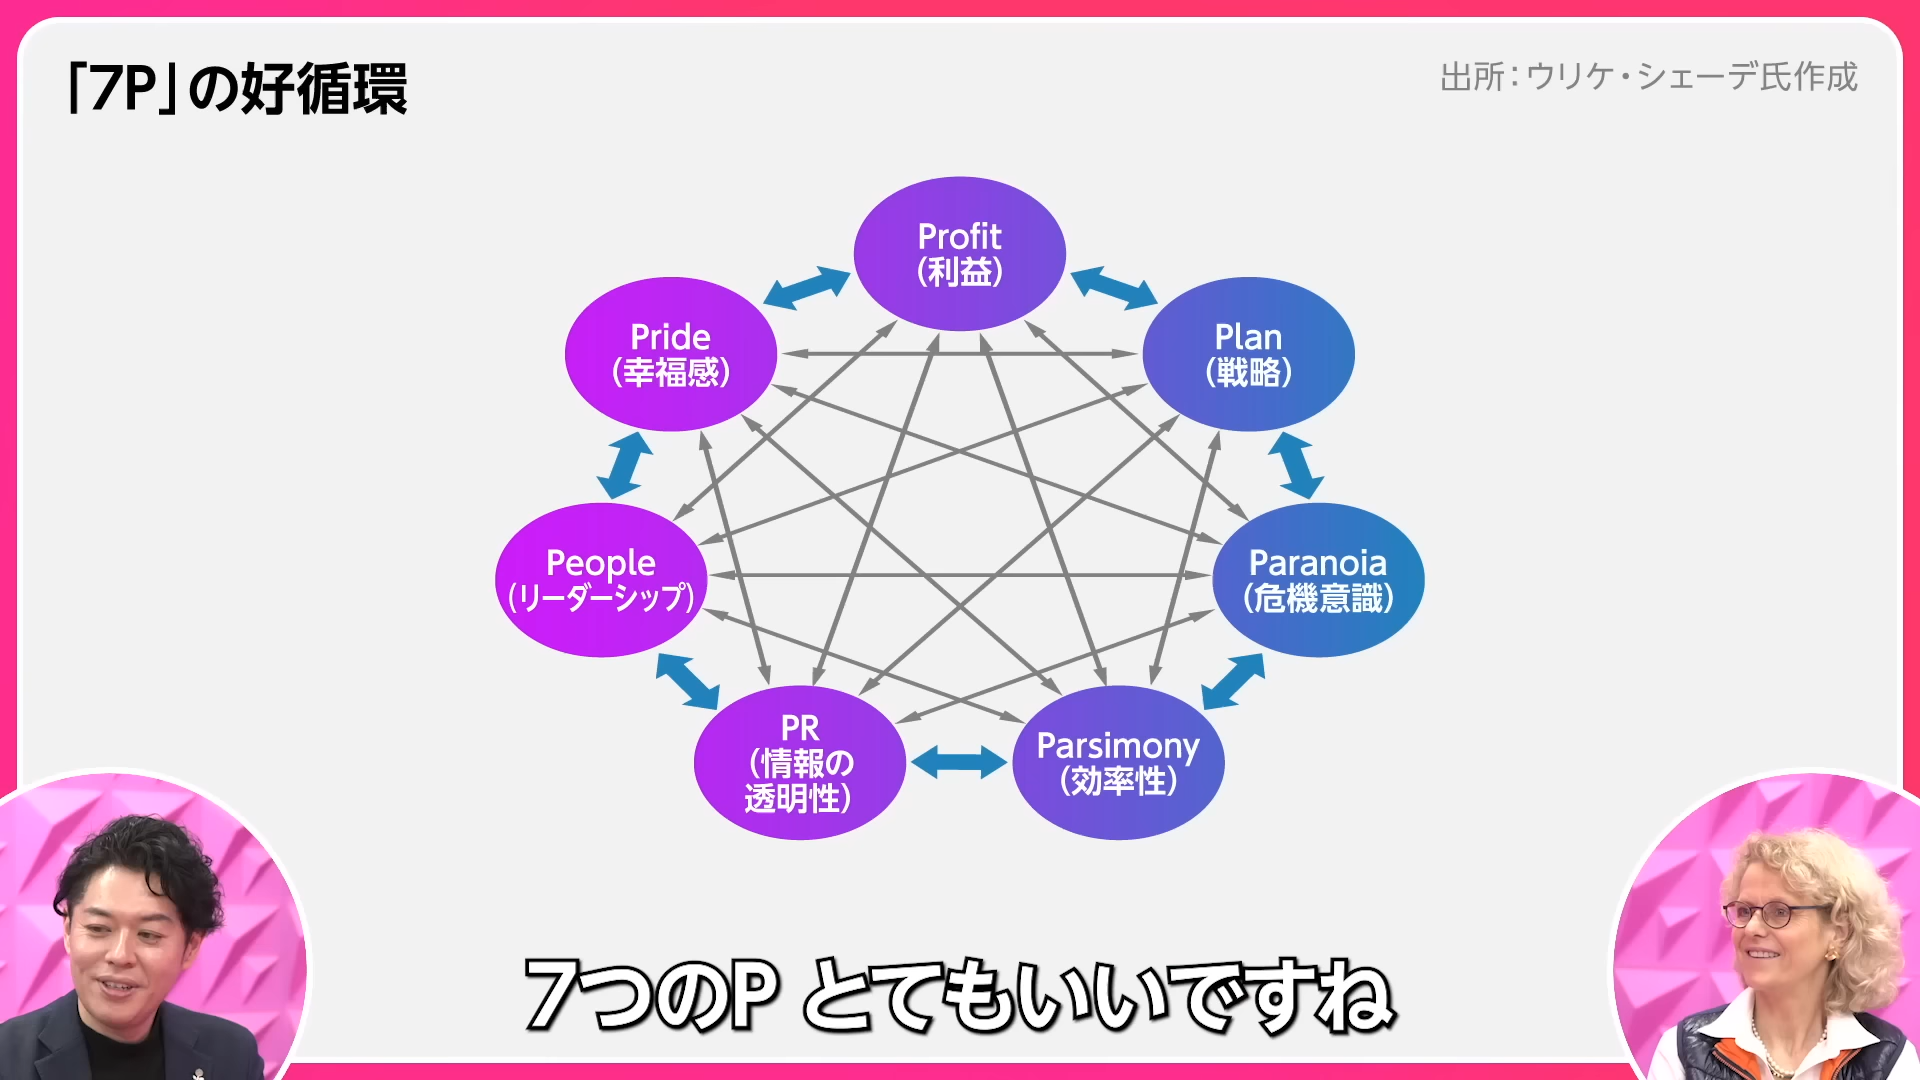 「7P」の好循環
出所：ウリケ・シェーデ氏作成
Profit
（利益）
Pride
（幸福感）
Plan
（戦略）
People
（リーダーシップ）
Paranoia
（危機意識）
PR
（情報の
透明性）
Parsimony
（効率性）
7つのP とてもいいですね